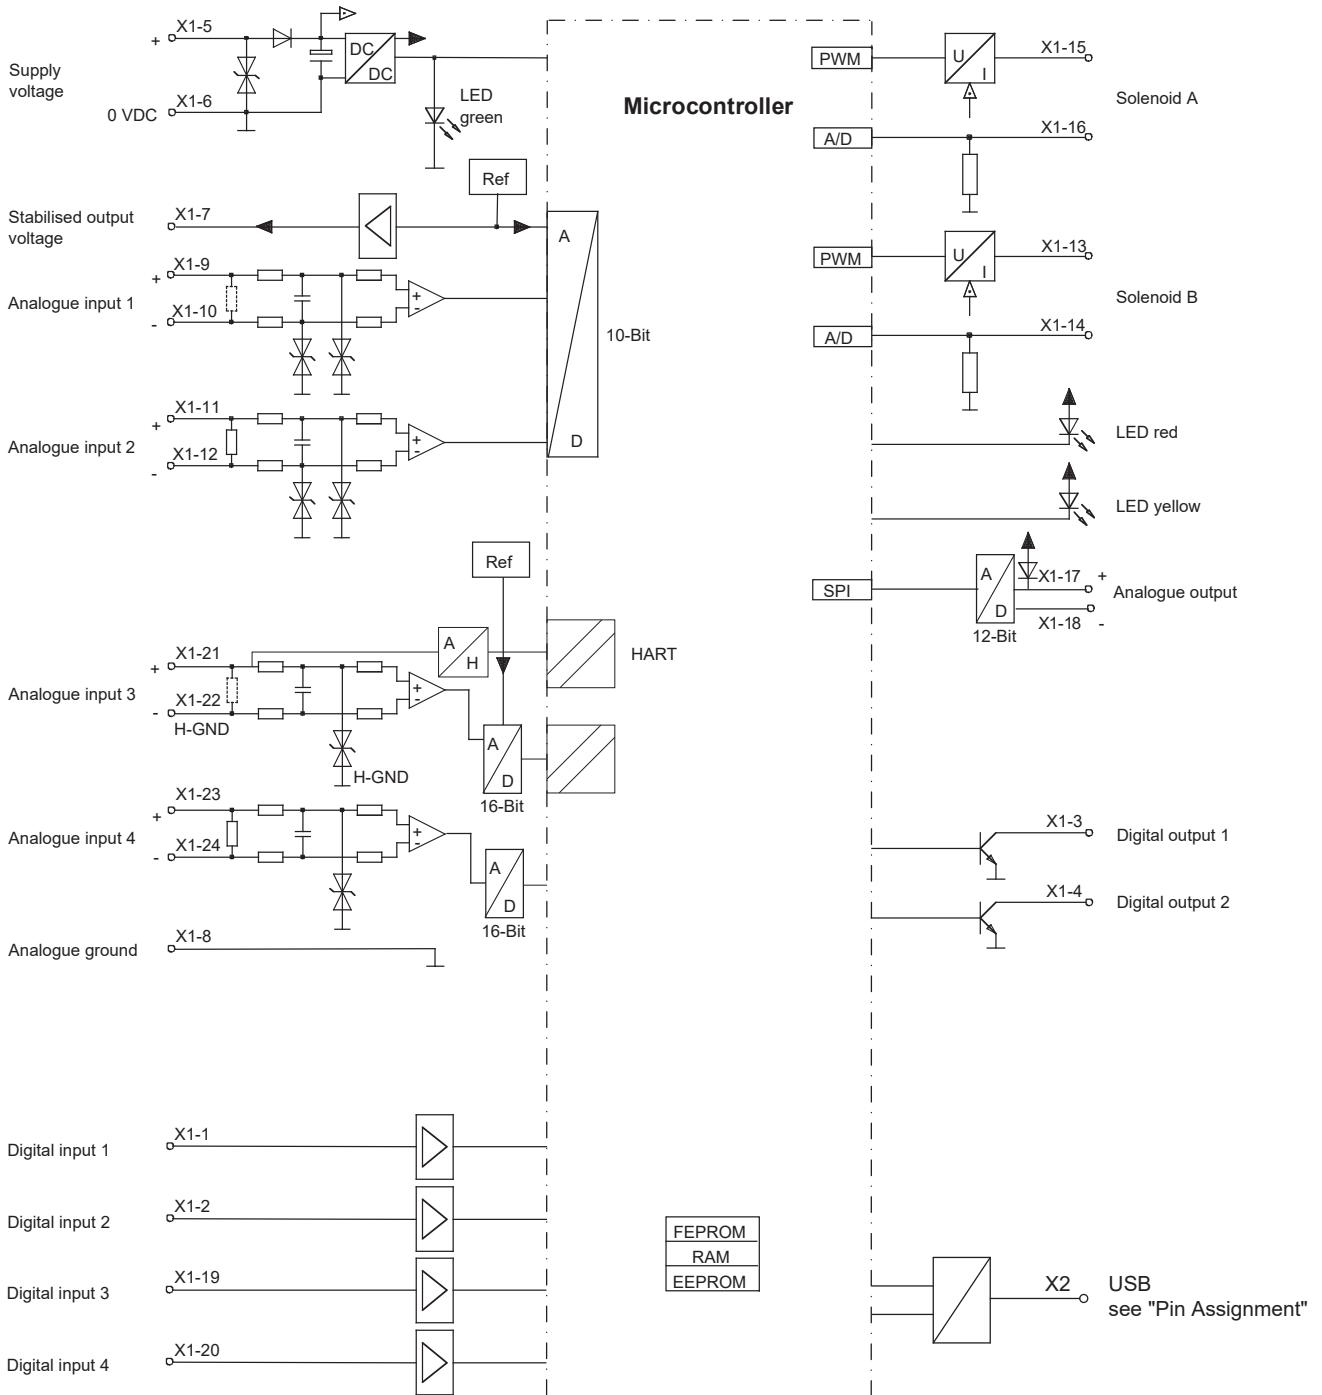 X1-5
+
DC
DC
Supply
voltage
X1-6
0 VDC
LED
green
Microcontroller
PWM
U
I
X1-15
Solenoid A
A/D
X1-16
Ref
Stabilised output
voltage
X1-7
A
D
10-Bit
PWM
U
I
X1-13
Solenoid B
A/D
X1-14
X1-9
+
Analogue input 1
X1-10
-
+
-
X1-11
+
Analogue input 2
X1-12
-
+
-
LED red
LED yellow
Ref
SPI
A
D
12-Bit
X1-17
+
Analogue output
X1-18
-
A
H
HART
X1-21
+
Analogue input 3
X1-22
-
H-GND
+
-
H-GND
A
D
16-Bit
X1-23
+
Analogue input 4
X1-24
-
+
-
A
D
16-Bit
X1-3
Digital output 1
X1-4
Digital output 2
Analogue ground
X1-8
Digital input 1
X1-1
Digital input 2
X1-2
Digital input 3
X1-19
Digital input 4
X1-20
FEPROM
RAM
EEPROM
X2
USB
see "Pin Assignment"